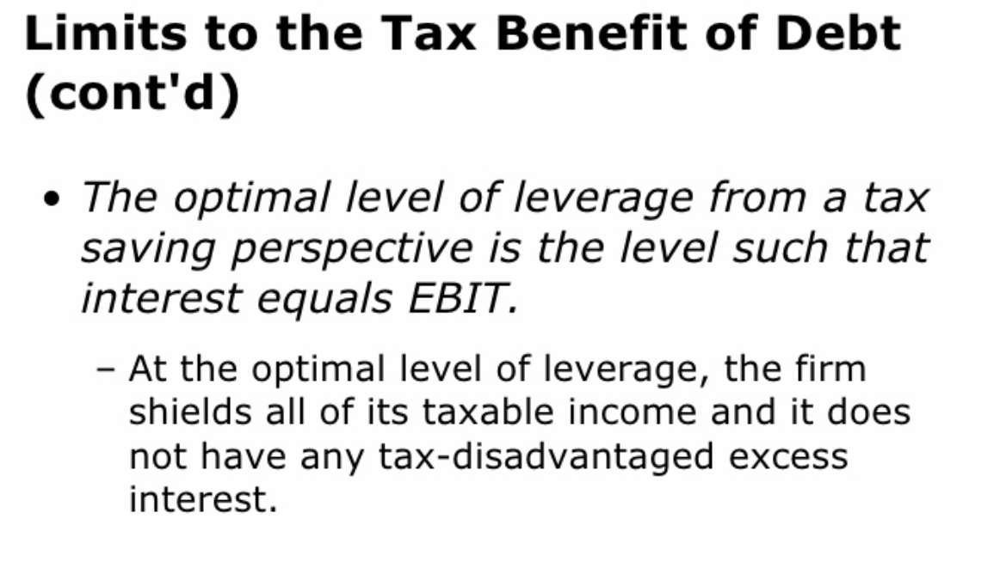 Limits to the Tax Benefit of Debt
(cont'd)
• The optimal level of leverage from a tax
saving perspective is the level such that
interest equals EBIT.
– At the optimal level of leverage, the firm
shields all of its taxable income and it does
not have any tax-disadvantaged excess
interest.